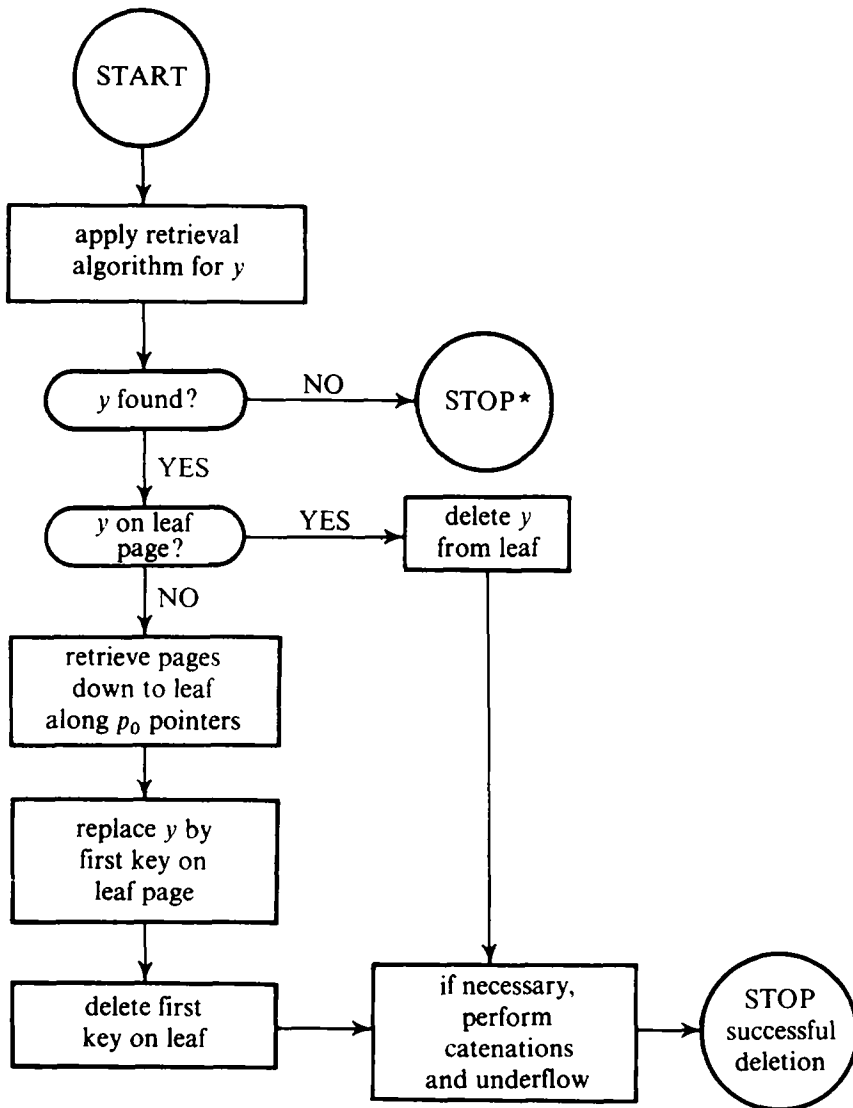 START
apply retrieval
algorithm for y
y found?
NO
STOP*
YES
y on leaf
page?
YES
delete y
from leaf
NO
retrieve pages
down to leaf
along p₀ pointers
replace y by
first key on
leaf page
delete first
key on leaf
if necessary,
perform
catenations
and underflow
STOP
successful
deletion